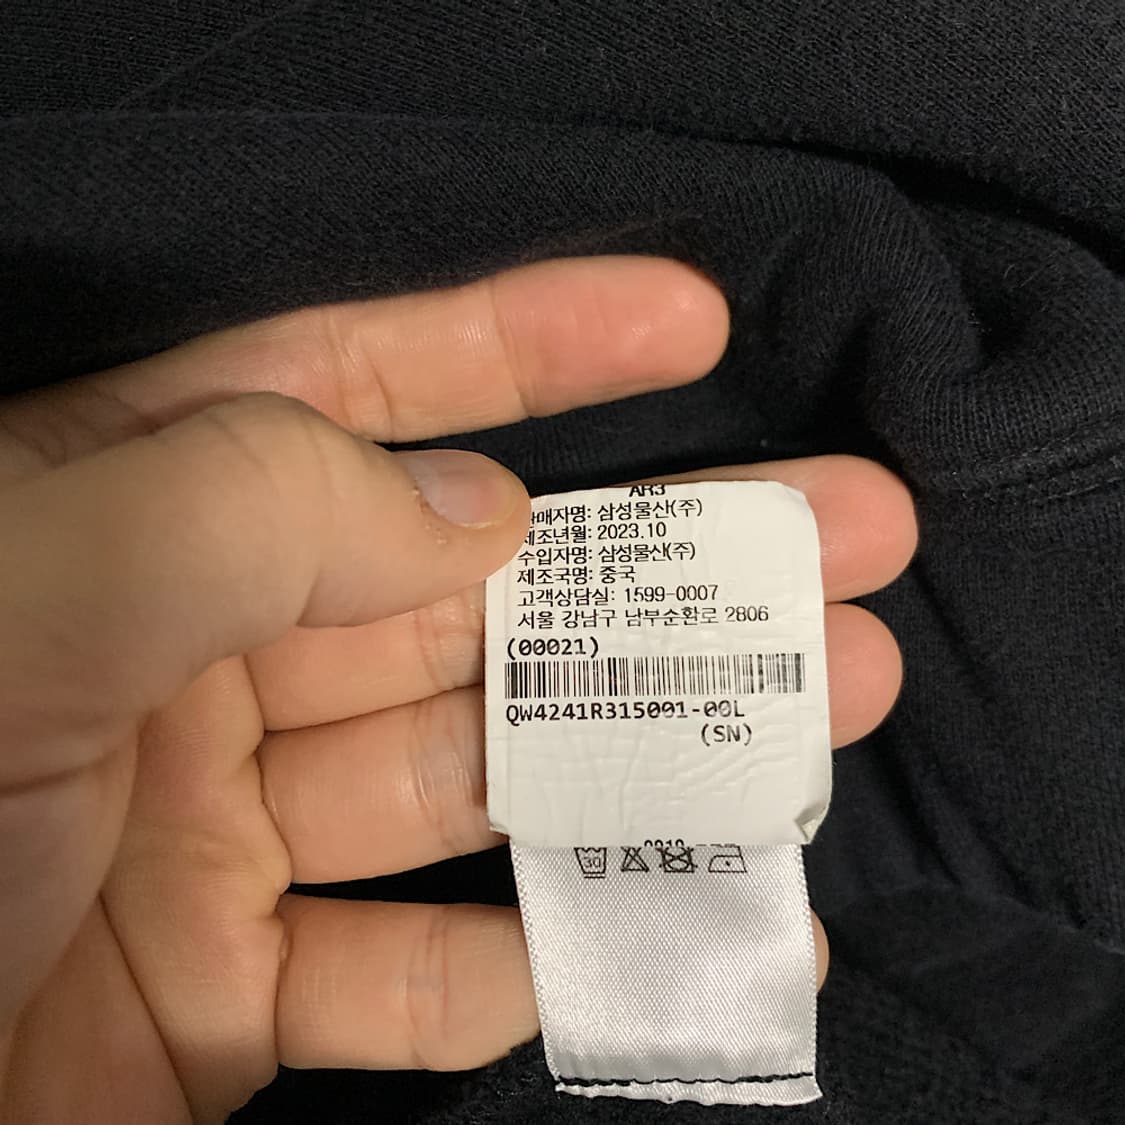 AR3
판매자명: 삼성물산(주)
제조년월: 2023.10
수입자명: 삼성물산(주)
제조국명: 중국
고객상담실: 1599-0007
서울 강남구 남부순환로 2806
(00021)
QW4241R315001-00L
(SN)
30